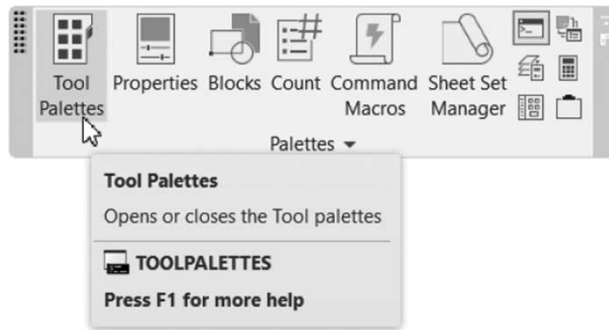 Tool Palettes
Properties
Blocks
Count
Command Macros
Sheet Set Manager
Palettes
Tool Palettes
Opens or closes the Tool palettes
TOOLPALETTES
Press F1 for more help